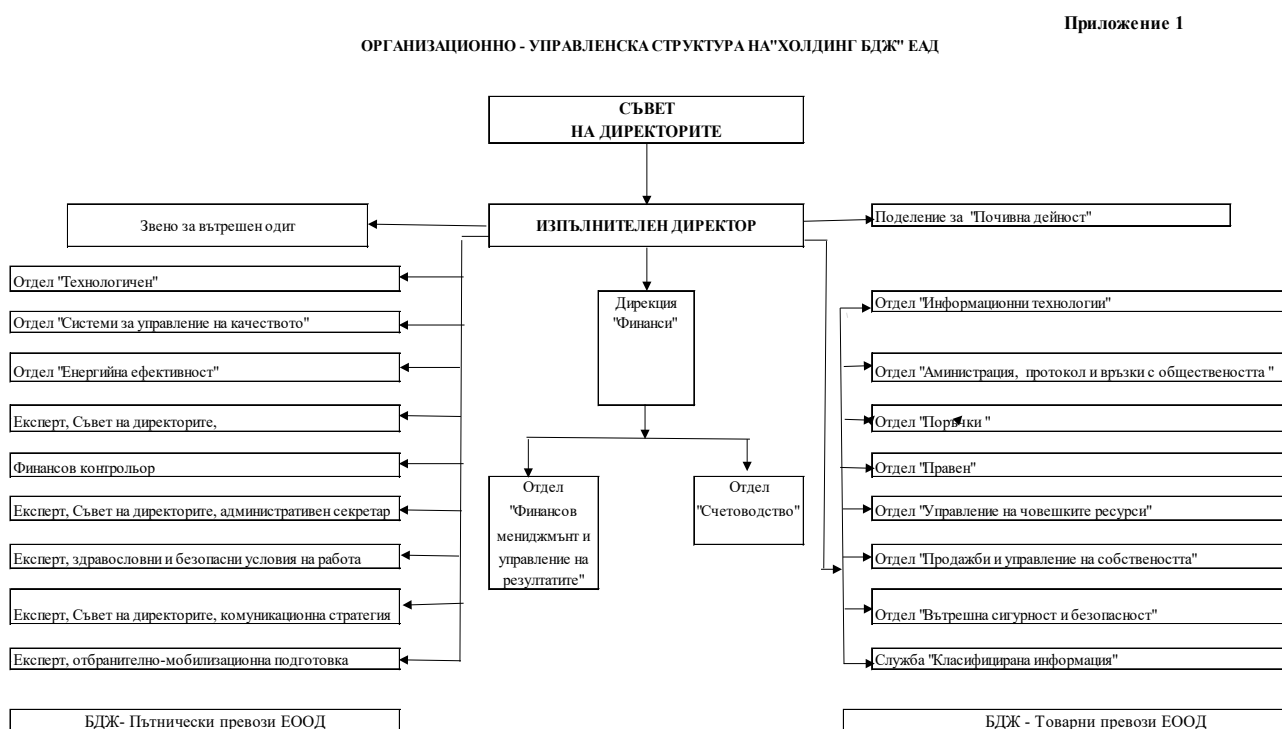 Приложение 1
ОРГАНИЗАЦИОННО - УПРАВЛЕНСКА СТРУКТУРА НА"ХОЛДИНГ БДЖ" ЕАД
СЪВЕТ
НА ДИРЕКТОРИТЕ
Звено за вътрешен одит
ИЗПЪЛНИТЕЛЕН ДИРЕКТОР
Поделение за "Почивна дейност"
Отдел "Технологичен"
Отдел "Системи за управление на качеството"
Отдел "Енергийна ефективност"
Експерт, Съвет на директорите,
Финансов контрольор
Експерт, Съвет на директорите, административен секретар
Експерт, здравословни и безопасни условия на работа
Експерт, Съвет на директорите, комуникационна стратегия
Експерт, отбранително-мобилизационна подготовка
Дирекция
"Финанси"
Отдел
"Финансов
мениджмънт и
управление на
резултатите"
Отдел
"Счетоводство"
Отдел "Информационни технологии"
Отдел "Аминистрация, протокол и връзки с обществеността "
Отдел "Поръчки "
Отдел "Правен"
Отдел "Управление на човешките ресурси"
Отдел "Продажби и управление на собствеността"
Отдел "Вътрешна сигурност и безопасност"
Служба "Класифицирана информация"
БДЖ- Пътнически превози ЕООД
БДЖ - Товарни превози ЕООД